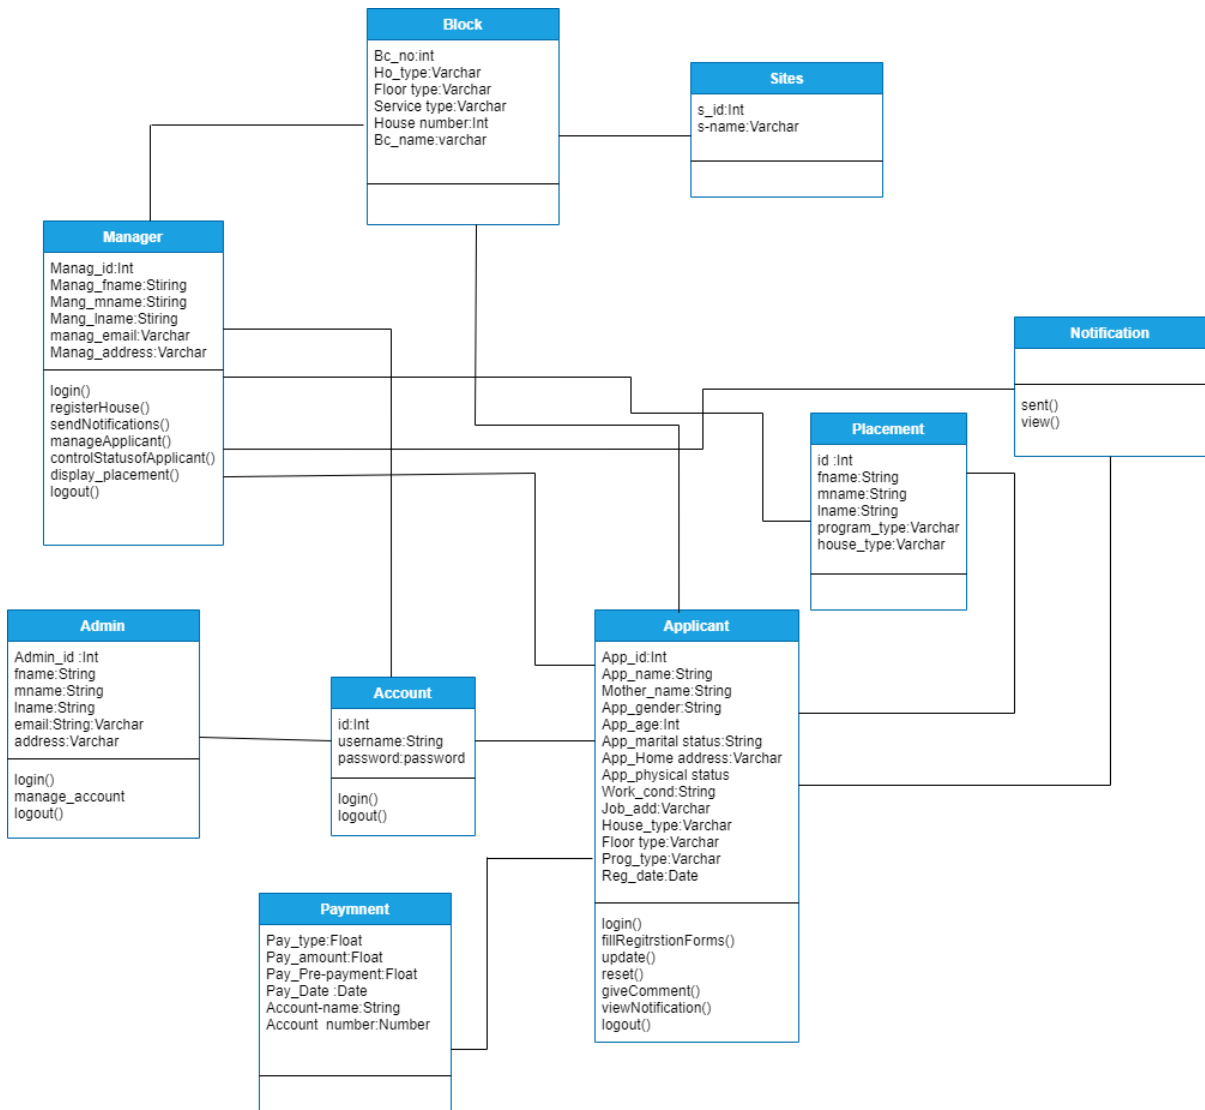 Block
Bc_no:int
Ho_type:Varchar
Floor type:Varchar
Service type:Varchar
House number:Int
Bc_name:varchar
Sites
s_id:Int
s-name:Varchar
Manager
Manag_id:Int
Manag_fname:Stiring
Mang_mname:Stiring
Mang_lname:Stiring
manag_email:Varchar
Manag_address:Varchar
login()
registerHouse()
sendNotifications()
manageApplicant()
controlStatusofApplicant()
display_placement()
logout()
Notification
sent()
view()
Placement
id :Int
fname:String
mname:String
lname:String
program_type:Varchar
house_type:Varchar
Admin
Admin_id :Int
fname:String
mname:String
lname:String
email:String:Varchar
address:Varchar
login()
manage_account
logout()
Account
id:Int
username:String
password:password
login()
logout()
Applicant
App_id:Int
App_name:String
Mother_name:String
App_gender:String
App_age:Int
App_marital status:String
App_Home address:Varchar
App_physical status
Work_cond:String
Job_add:Varchar
House_type:Varchar
Floor type:Varchar
Prog_type:Varchar
Reg_date:Date
login()
fillRegitrstionForms()
update()
reset()
giveComment()
viewNotification()
logout()
Paymnent
Pay_type:Float
Pay_amount:Float
Pay_Pre-payment:Float
Pay_Date :Date
Account-name:String
Account_number:Number